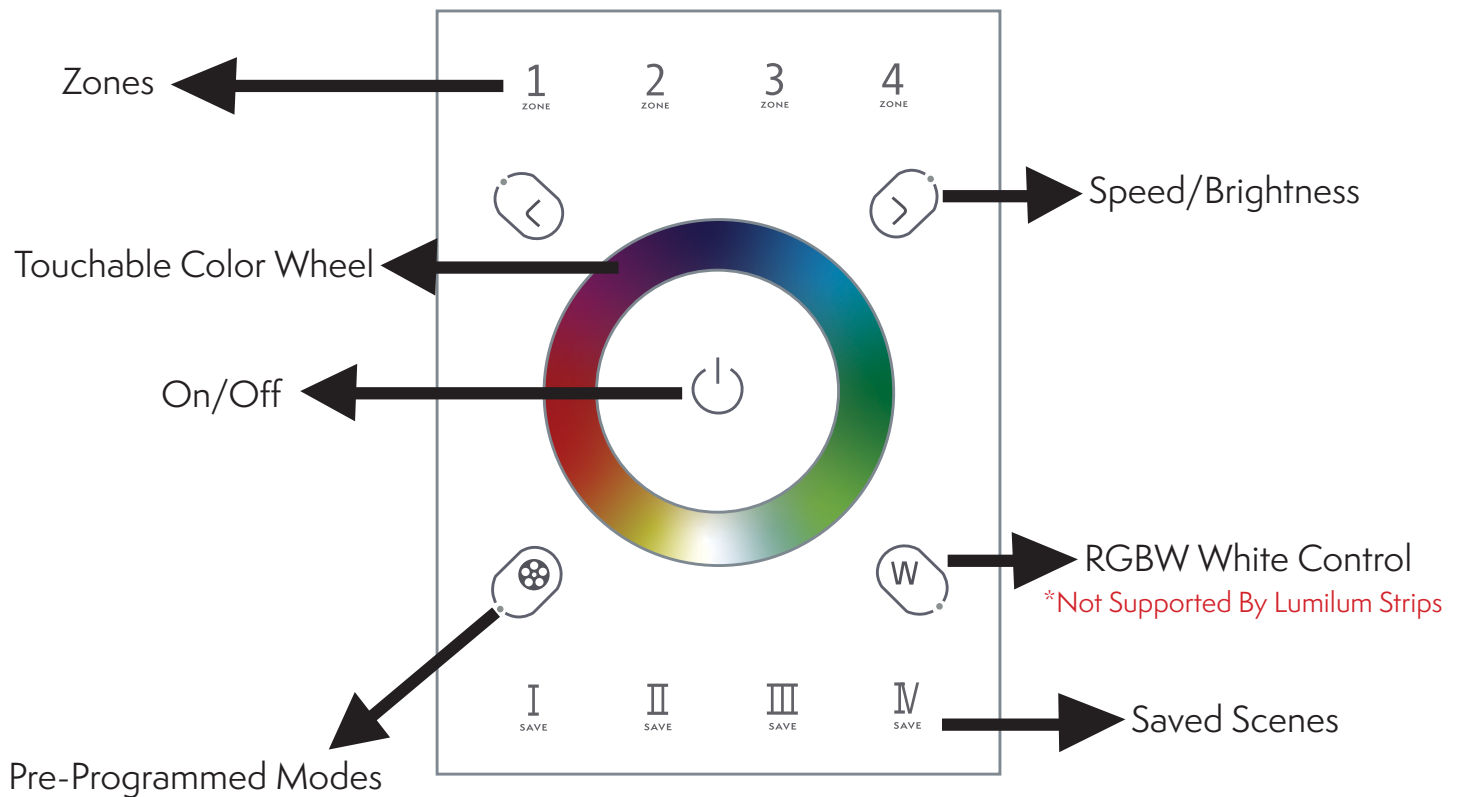 Zones
1 2 3 4
ZONE ZONE ZONE ZONE
Speed/Brightness
Touchable Color Wheel
On/Off
W
RGBW White Control
*Not Supported By Lumilum Strips
I II III IV
SAVE SAVE SAVE SAVE
Saved Scenes
Pre-Programmed Modes